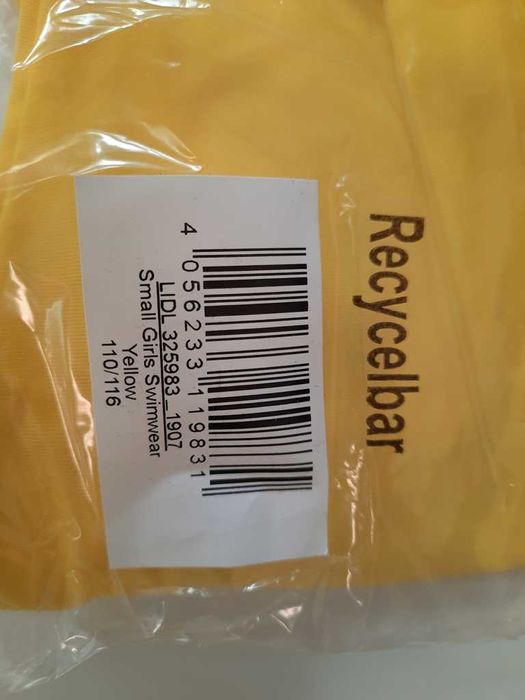 Recycelbar
4 056233 119831
LIDL 325983_1907
Small Girls Swimwear
Yellow
110/116